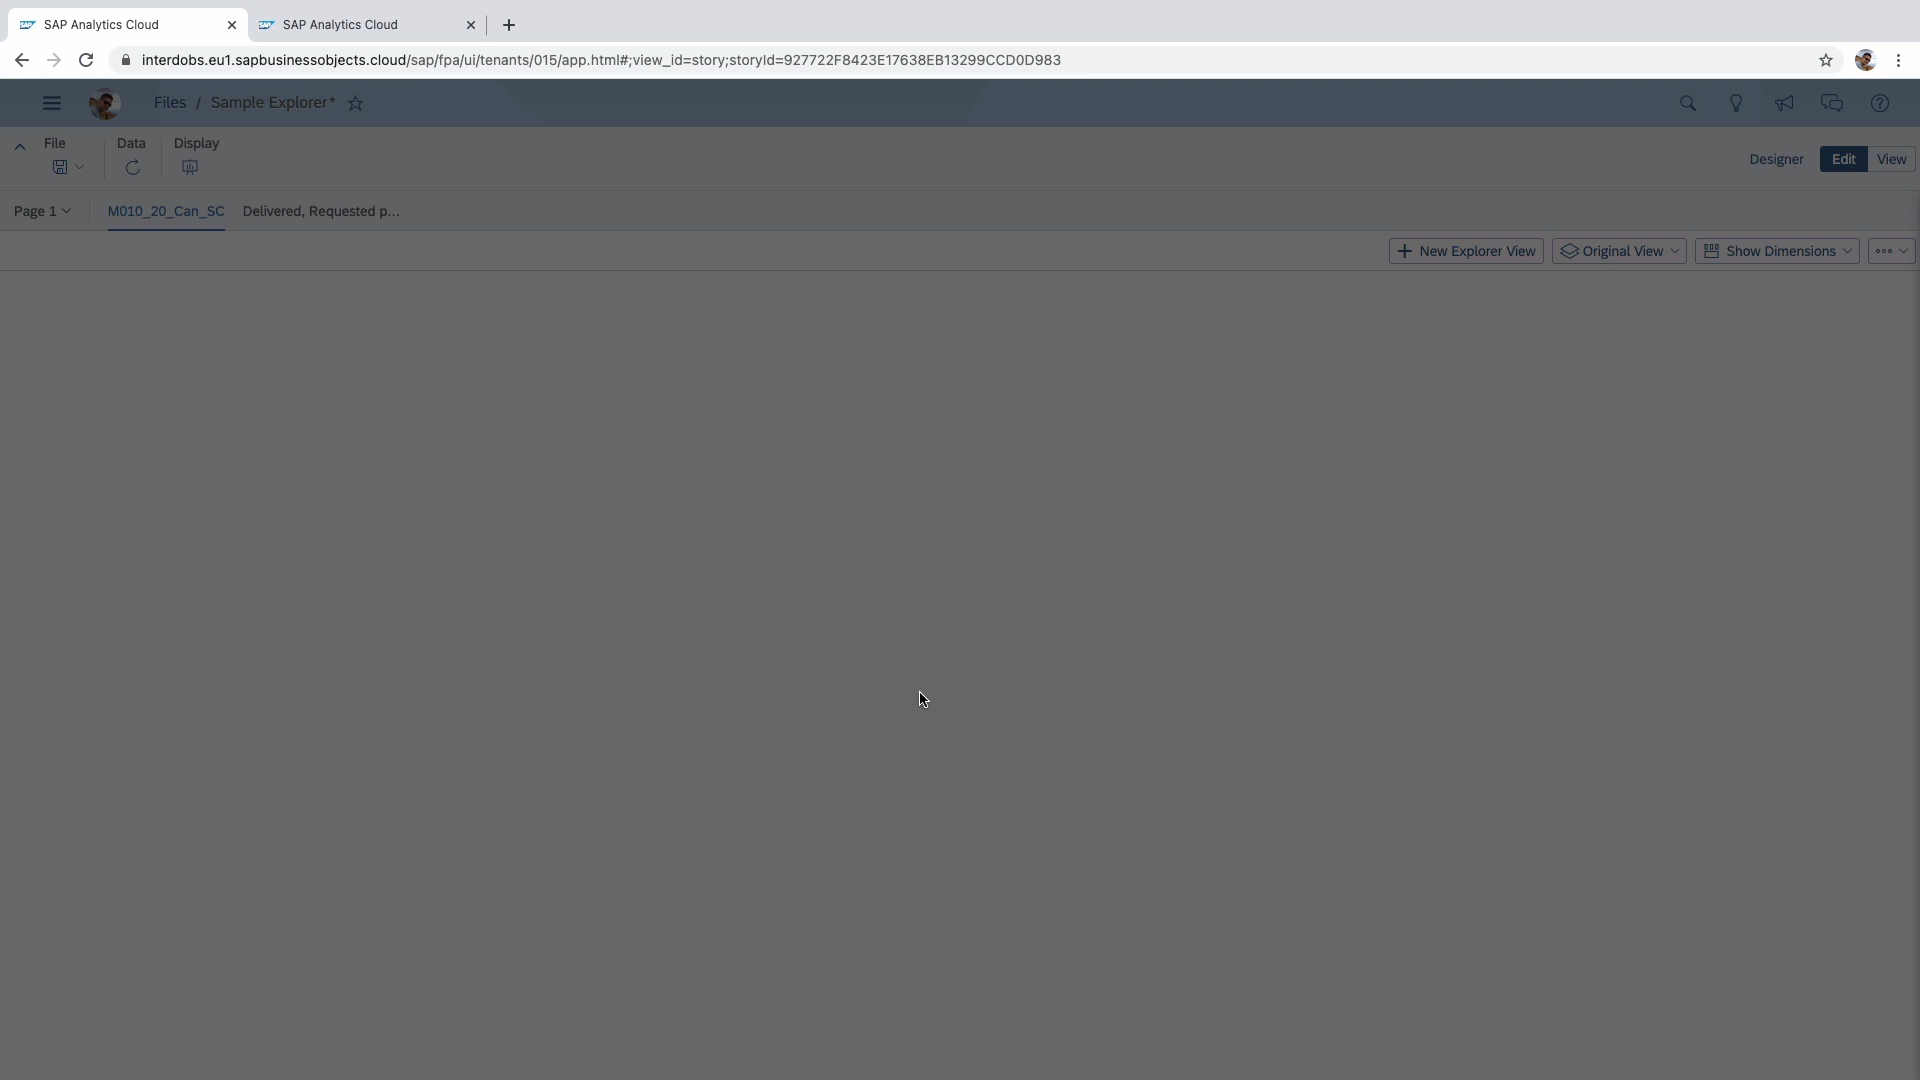 SAP Analytics Cloud
SAP Analytics Cloud
interdobs.eu1.sapbusinessobjects.cloud/sap/fpa/ui/tenants/015/app.html#;view_id=story;storyId=927722F8423E17638EB13299CCD0D983
Files / Sample Explorer*
File Data Display
Designer Edit View
Page 1 M010_20_Can_SC Delivered, Requested p...
New Explorer View Original View Show Dimensions